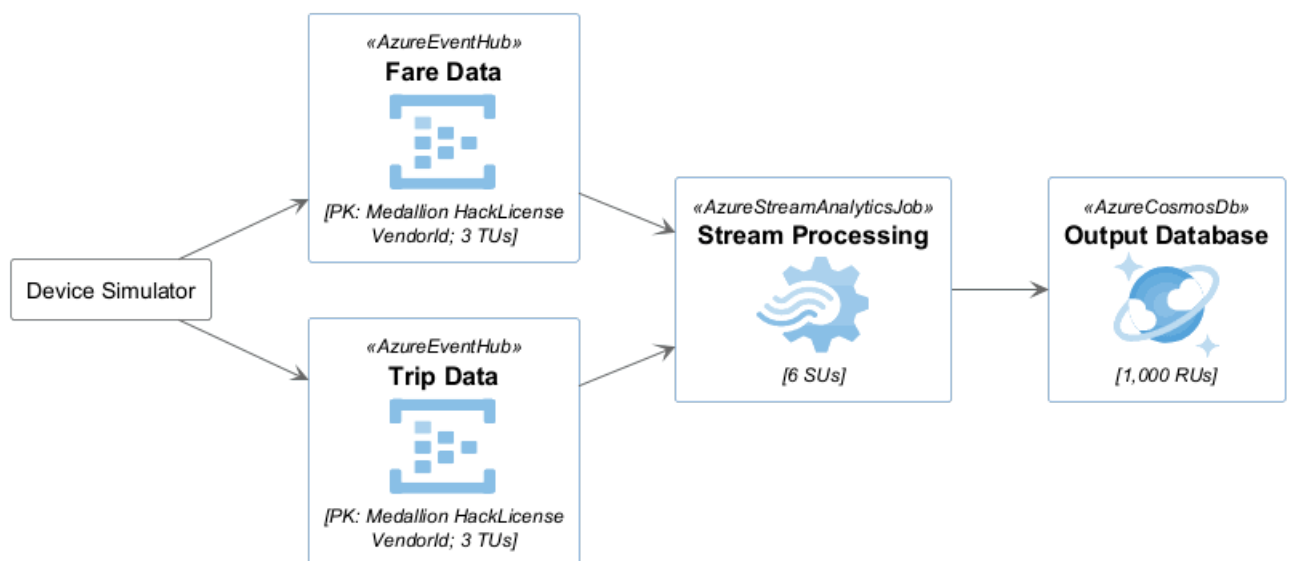 «AzureEventHub»
Fare Data
[PK: Medallion HackLicense
VendorId; 3 TUs]
Device Simulator
«AzureEventHub»
Trip Data
[PK: Medallion HackLicense
VendorId; 3 TUs]
«AzureStreamAnalyticsJob»
Stream Processing
[6 SUs]
«AzureCosmosDb»
Output Database
[1,000 RUs]